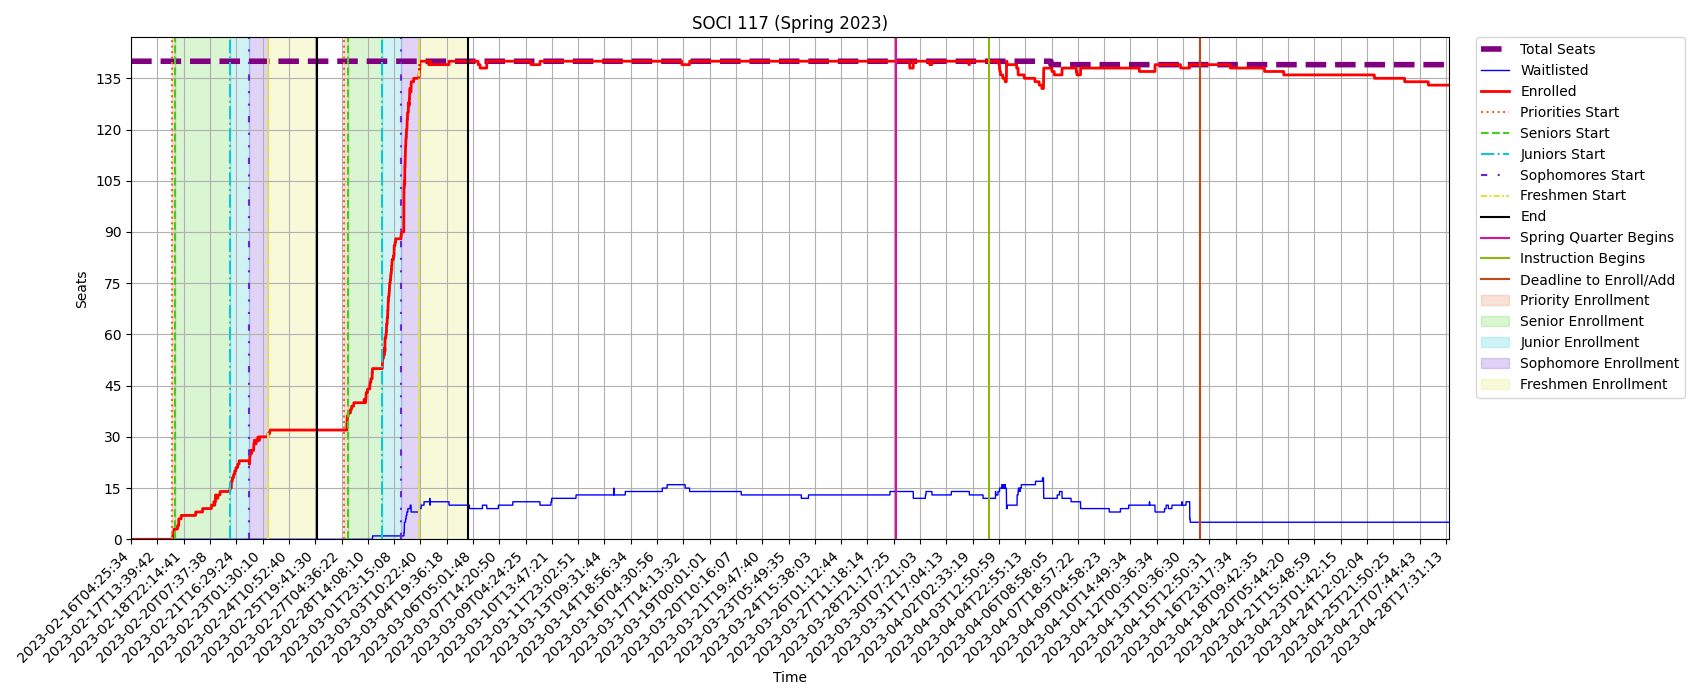 SOCI 117 (Spring 2023)
Seats
135
120
105
90
75
60
45
30
15
0
2023-02-16T04:25:34
2023-02-17T13:39:42
2023-02-18T22:14:41
2023-02-20T07:37:38
2023-02-21T16:29:24
2023-02-23T01:30:10
2023-02-24T10:52:40
2023-02-25T19:41:30
2023-02-27T04:36:22
2023-02-28T14:08:10
2023-03-01T23:15:08
2023-03-03T10:22:40
2023-03-04T19:36:18
2023-03-06T05:01:48
2023-03-07T14:20:50
2023-03-09T04:24:25
2023-03-10T13:47:21
2023-03-11T23:02:51
2023-03-13T09:31:44
2023-03-14T18:56:34
2023-03-16T04:30:56
2023-03-17T14:13:32
2023-03-19T00:01:01
2023-03-20T10:16:07
2023-03-21T19:47:40
2023-03-23T05:49:35
2023-03-24T15:38:03
2023-03-26T01:12:44
2023-03-27T11:18:14
2023-03-28T21:17:25
2023-03-30T07:21:03
2023-03-31T17:04:13
2023-04-02T02:33:19
2023-04-03T12:50:59
2023-04-04T22:55:13
2023-04-06T08:58:05
2023-04-07T18:57:22
2023-04-09T04:58:23
2023-04-10T14:49:34
2023-04-12T00:36:34
2023-04-13T10:36:30
2023-04-15T12:50:31
2023-04-16T23:17:34
2023-04-18T09:42:35
2023-04-20T05:44:20
2023-04-21T15:48:59
2023-04-23T01:42:15
2023-04-24T12:02:04
2023-04-25T21:50:25
2023-04-27T07:44:43
2023-04-28T17:31:13
Time
Total Seats
Waitlisted
Enrolled
Priorities Start
Seniors Start
Juniors Start
Sophomores Start
Freshmen Start
End
Spring Quarter Begins
Instruction Begins
Deadline to Enroll/Add
Priority Enrollment
Senior Enrollment
Junior Enrollment
Sophomore Enrollment
Freshmen Enrollment